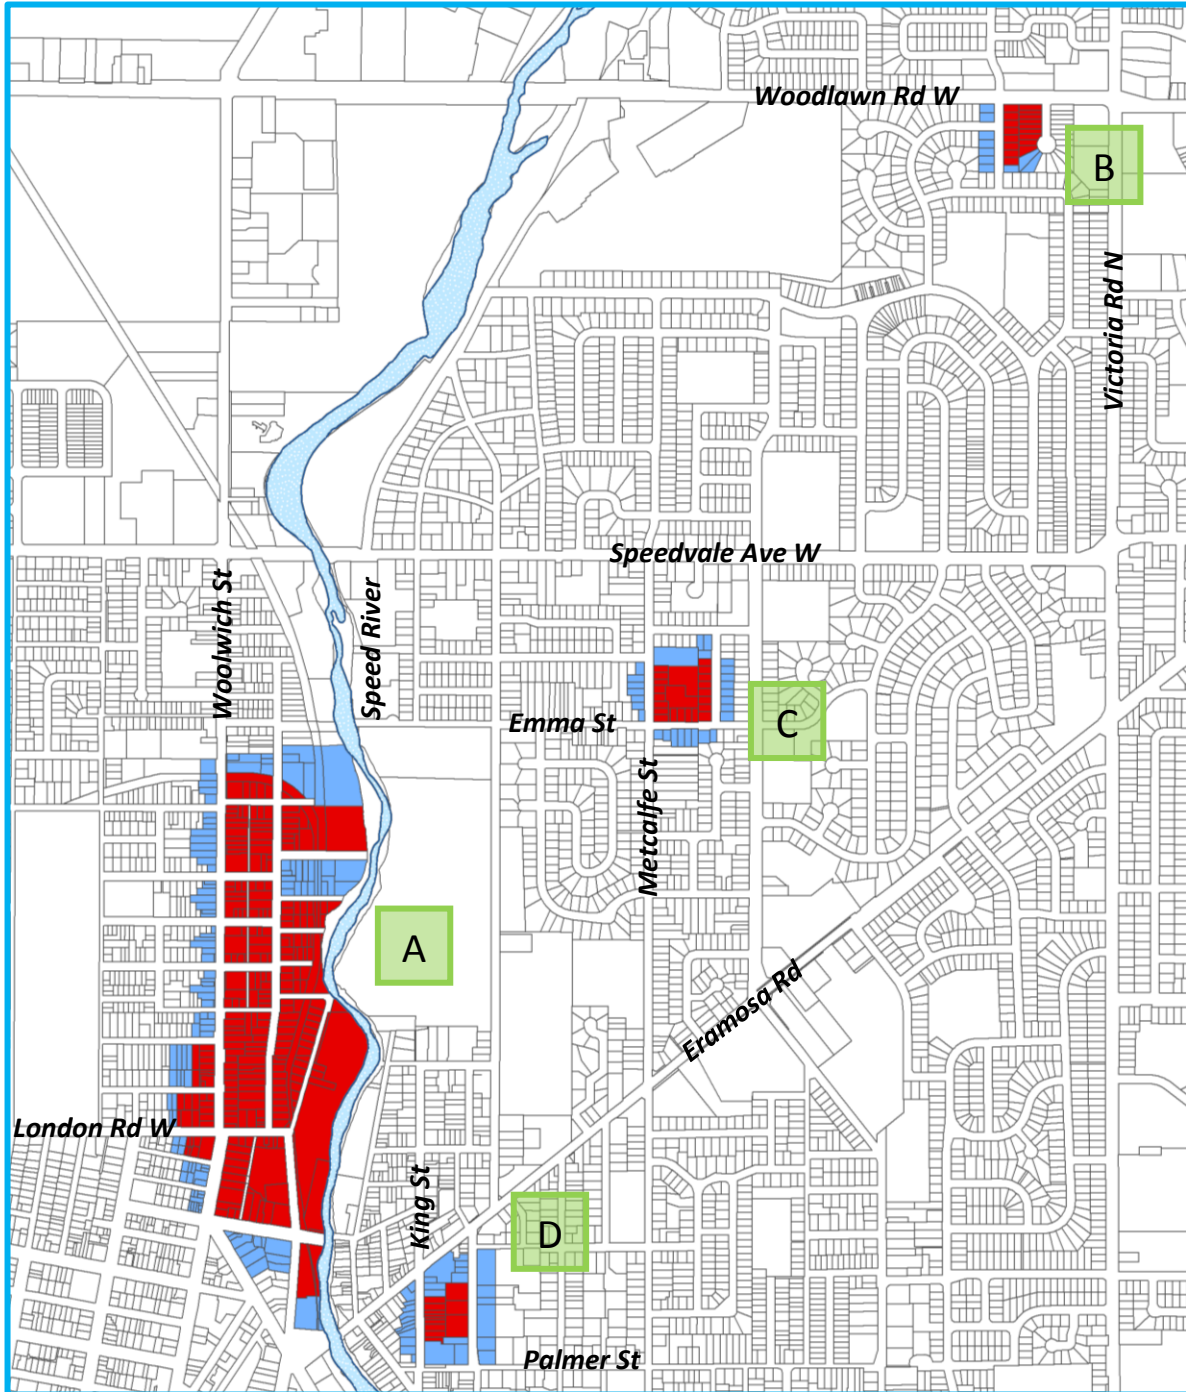 Woodlawn Rd W
B
Victoria Rd N
Speedvale Ave W
Woolwich St
Speed River
Emma St
C
Metcalfe St
A
Eramosa Rd
London Rd W
King St
D
Palmer St